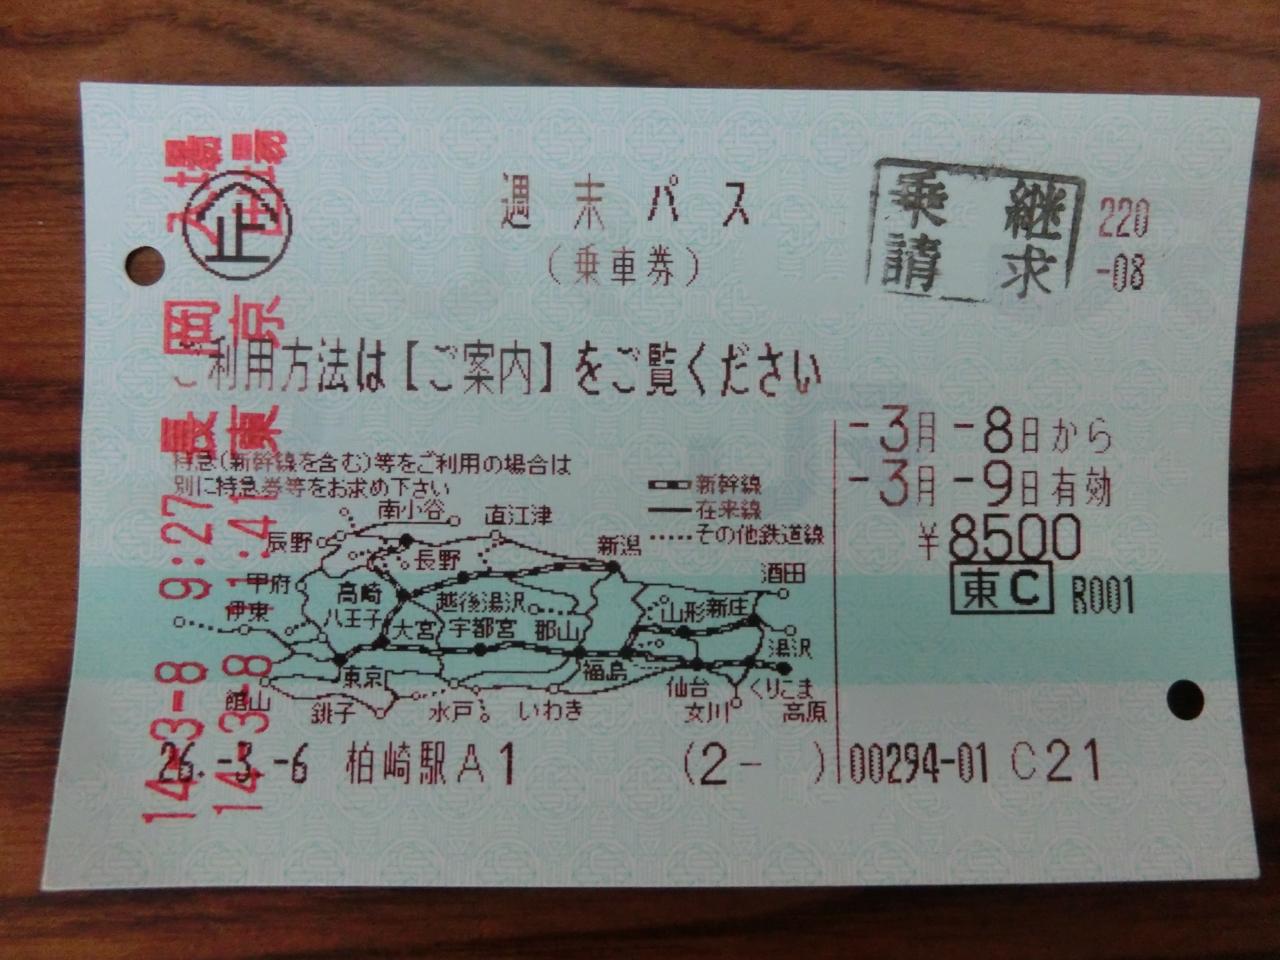 週末パス
(乗車券)
継
求
乗
請
220
-08
ご利用方法は【ご案内】をご覧ください
-3月-8日から
-3月-9日有効
¥8500
東C
R001
特急(新幹線を含む)等をご利用の場合は
別に特急券等をお求め下さい
新幹線
在来線
その他鉄道線
南小谷
直江津
辰野
長野
新潟
甲府
高崎
越後湯沢
酒田
伊東
八王子
大宮
宇都宮
郡山
山形
新庄
福島
湯沢
東京
仙台
くりこま
高原
館山
銚子
水戸
いわき
女川
26.-3.-6 柏崎駅A1 (2- )
00294-01 C21
14-3-8 9:27 長岡 入場
14-3-8 11:41 東京 出場